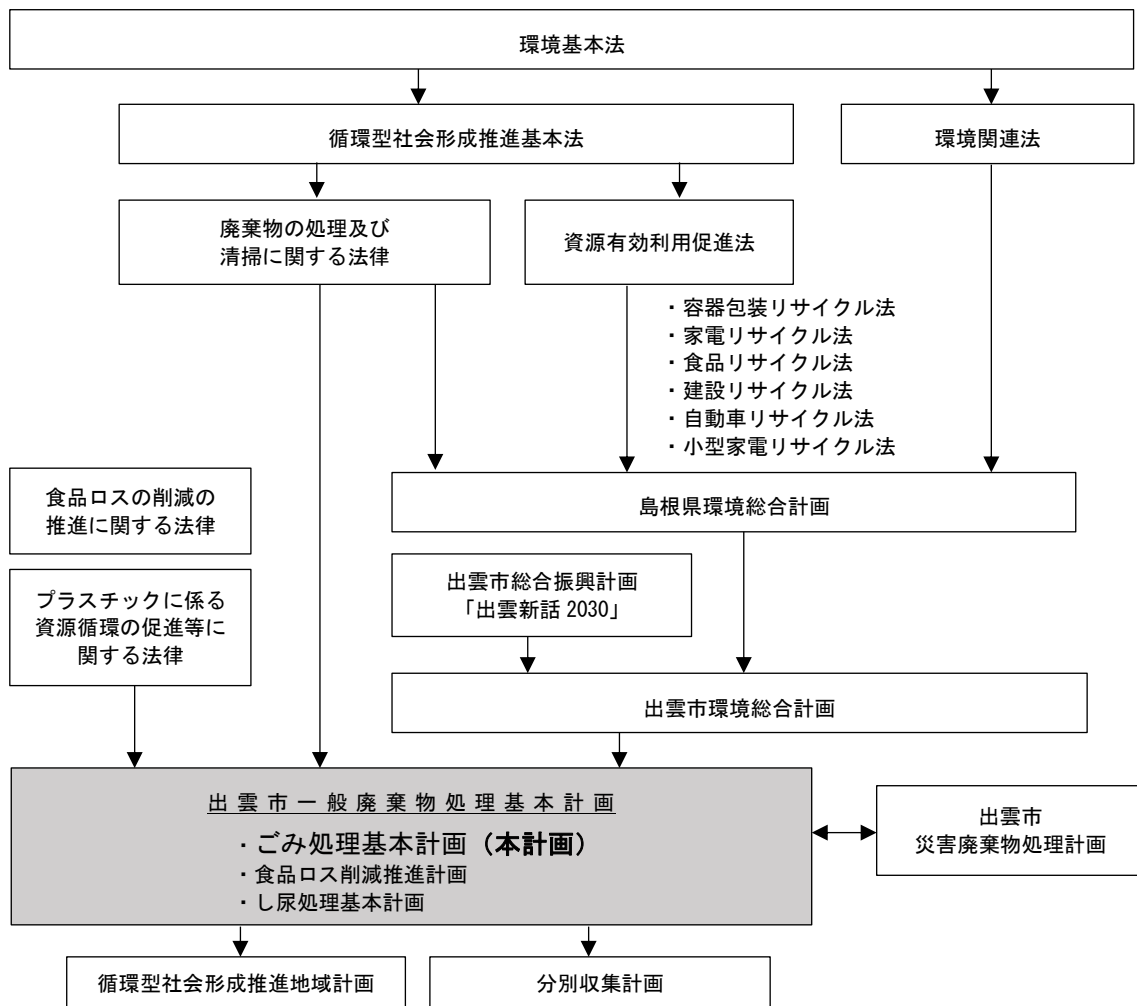 環境基本法
循環型社会形成推進基本法
環境関連法
廃棄物の処理及び
清掃に関する法律
資源有効利用促進法
・容器包装リサイクル法
・家電リサイクル法
・食品リサイクル法
・建設リサイクル法
・自動車リサイクル法
・小型家電リサイクル法
食品ロスの削減の
推進に関する法律
島根県環境総合計画
プラスチックに係る
資源循環の促進等に
関する法律
出雲市総合振興計画
「出雲新話 2030」
出雲市環境総合計画
出雲市一般廃棄物処理基本計画
・ごみ処理基本計画（本計画）
・食品ロス削減推進計画
・し尿処理基本計画
出雲市
災害廃棄物処理計画
循環型社会形成推進地域計画
分別収集計画